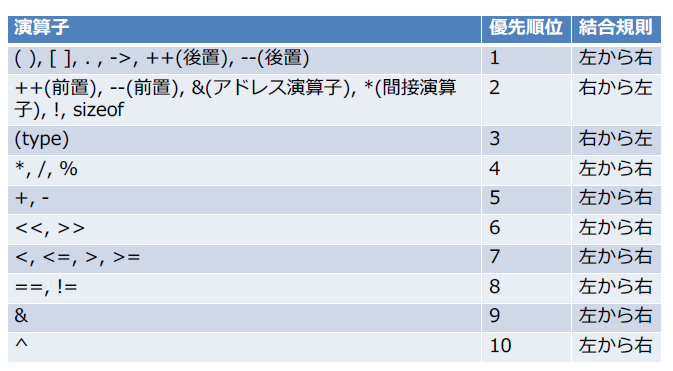 演算子 優先順位 結合規則
( ), [ ], . , ->, ++(後置), --(後置) 1 左から右
++(前置), --(前置), &(アドレス演算子), *(間接演算 2 右から左
子), !, sizeof
(type) 3 右から左
*, /, % 4 左から右
+, - 5 左から右
<<, >> 6 左から右
<, <=, >, >= 7 左から右
==, != 8 左から右
& 9 左から右
^ 10 左から右